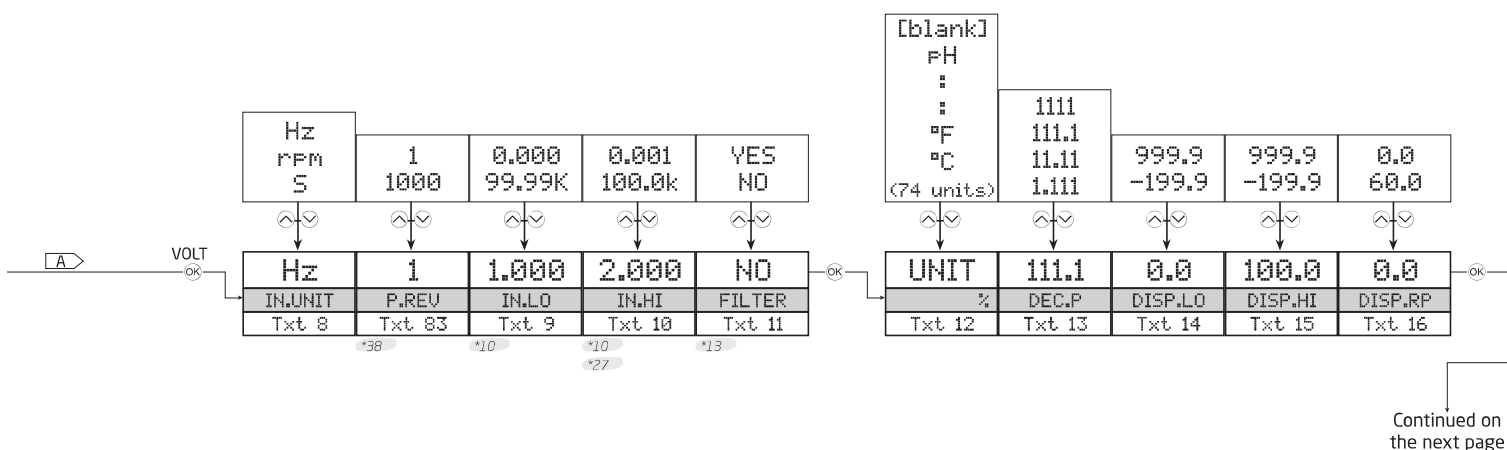 [blank]
pH
:
:
°F
°C
(74 units)
1111
111.1
11.11
1.111
Hz
rpm
S
1
1000
0.000
99.99K
0.001
100.0k
YES
NO
999.9
-199.9
999.9
-199.9
0.0
60.0
A
VOLT
OK
Hz 1 1.000 2.000 NO
IN.UNIT P.REV IN.LO IN.HI FILTER
Txt 8 Txt 83 Txt 9 Txt 10 Txt 11
*38 *10 *10 *13
*27
OK
UNIT 111.1 0.0 100.0 0.0
% DEC.P DISP.LO DISP.HI DISP.RP
Txt 12 Txt 13 Txt 14 Txt 15 Txt 16
OK
Continued on
the next page